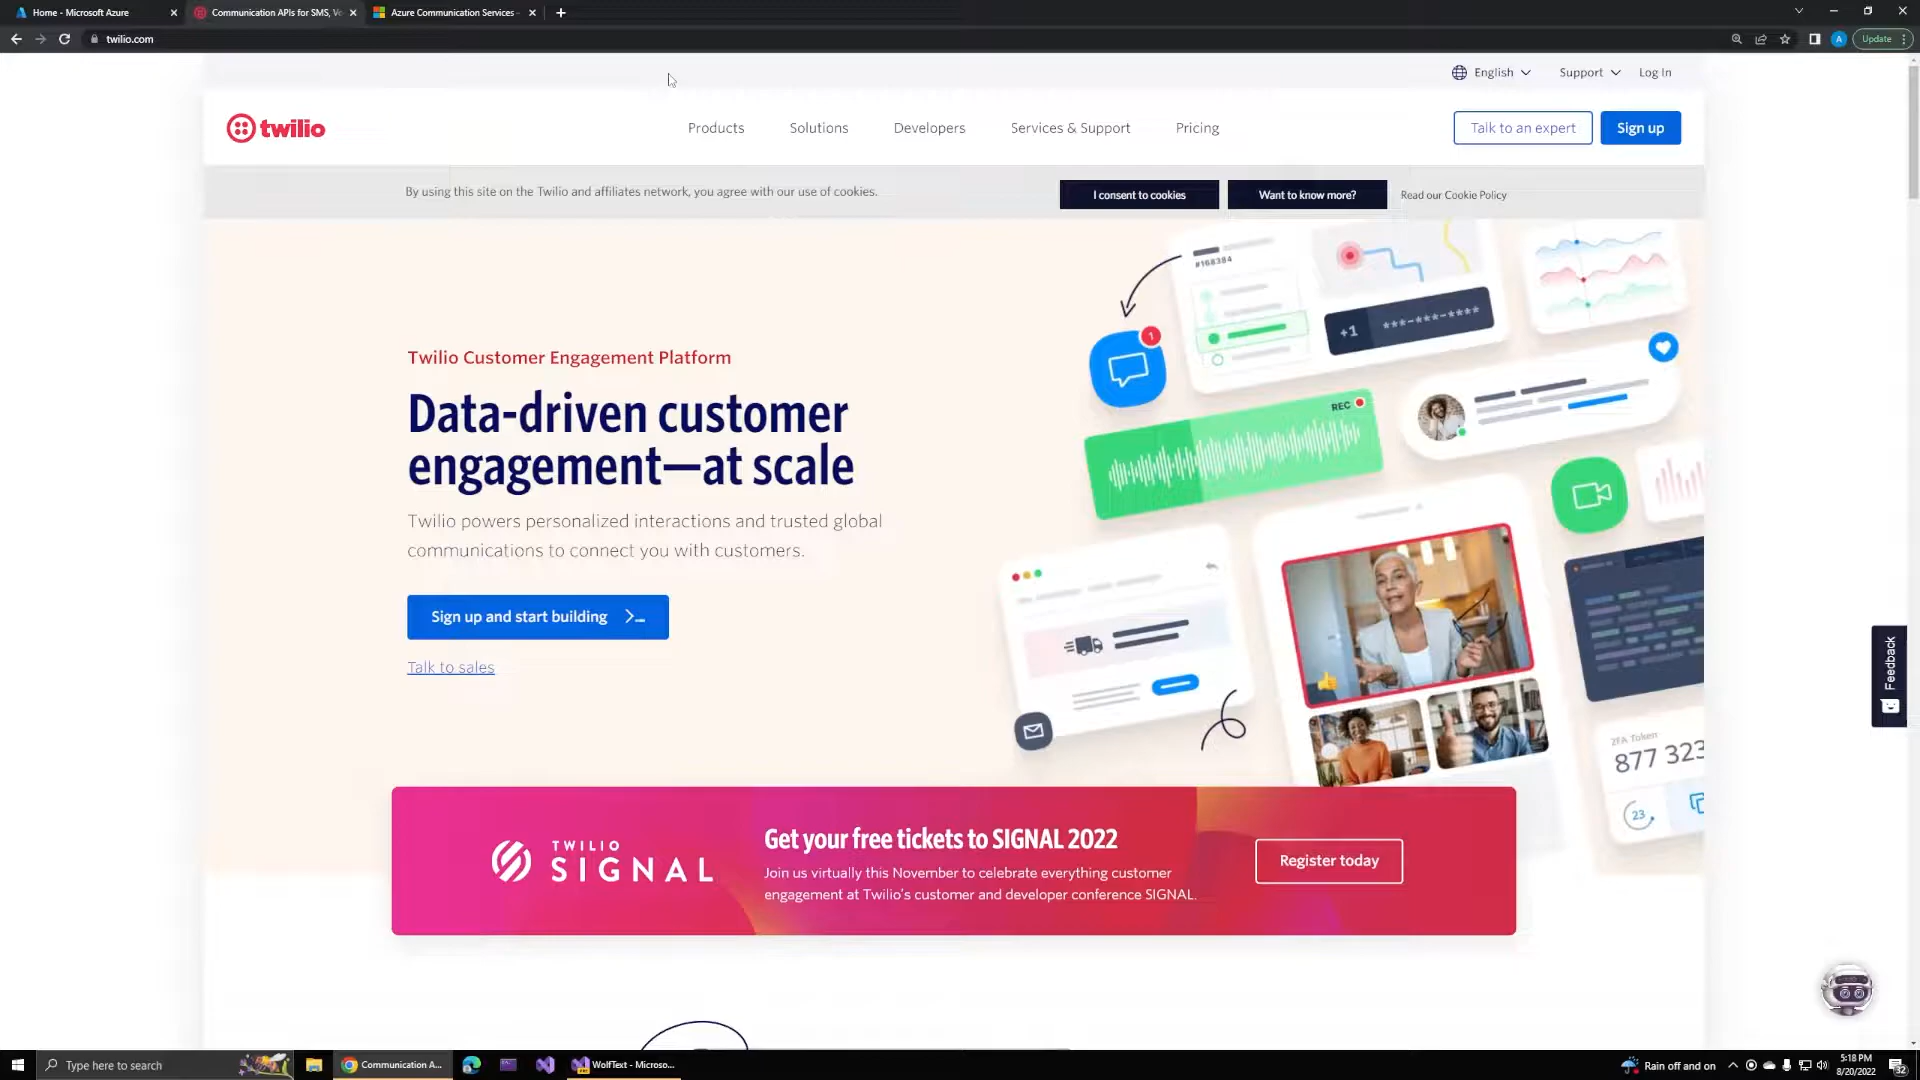 Home - Microsoft Azure
Communication APIs for SMS, Vo
Azure Communication Services -
twilio.com
A
Update
English
Support
Log In
twilio
Products
Solutions
Developers
Services & Support
Pricing
Talk to an expert
Sign up
By using this site on the Twilio and affiliates network, you agree with our use of cookies.
I consent to cookies
Want to know more?
Read our Cookie Policy
#168384
+1 ***-***-****
1
REC
Twilio Customer Engagement Platform
Data-driven customer
engagement—at scale
Twilio powers personalized interactions and trusted global
communications to connect you with customers.
Sign up and start building
Talk to sales
Feedback
2FA Token
877 323
23
TWILIO
SIGNAL
Get your free tickets to SIGNAL 2022
Join us virtually this November to celebrate everything customer
engagement at Twilio's customer and developer conference SIGNAL.
Register today
Type here to search
Communication A...
WolfText - Microso...
Rain off and on
5:18 PM
8/20/2022
32